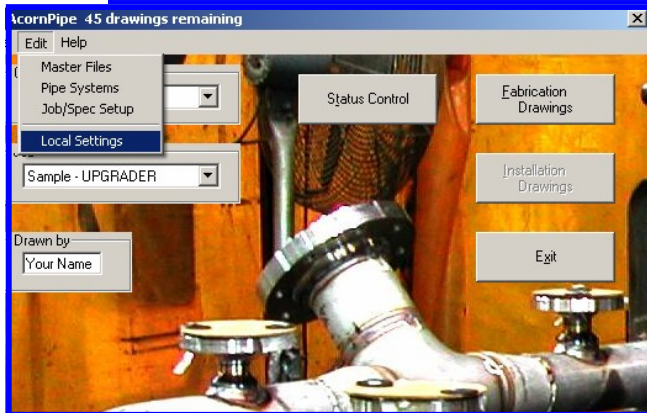 AcornPipe 45 drawings remaining
Edit Help
Master Files
Pipe Systems
Job/Spec Setup
Local Settings
Status Control
Fabrication
Drawings
Sample - UPGRADER
Installation
Drawings
Drawn by
Your Name
Exit